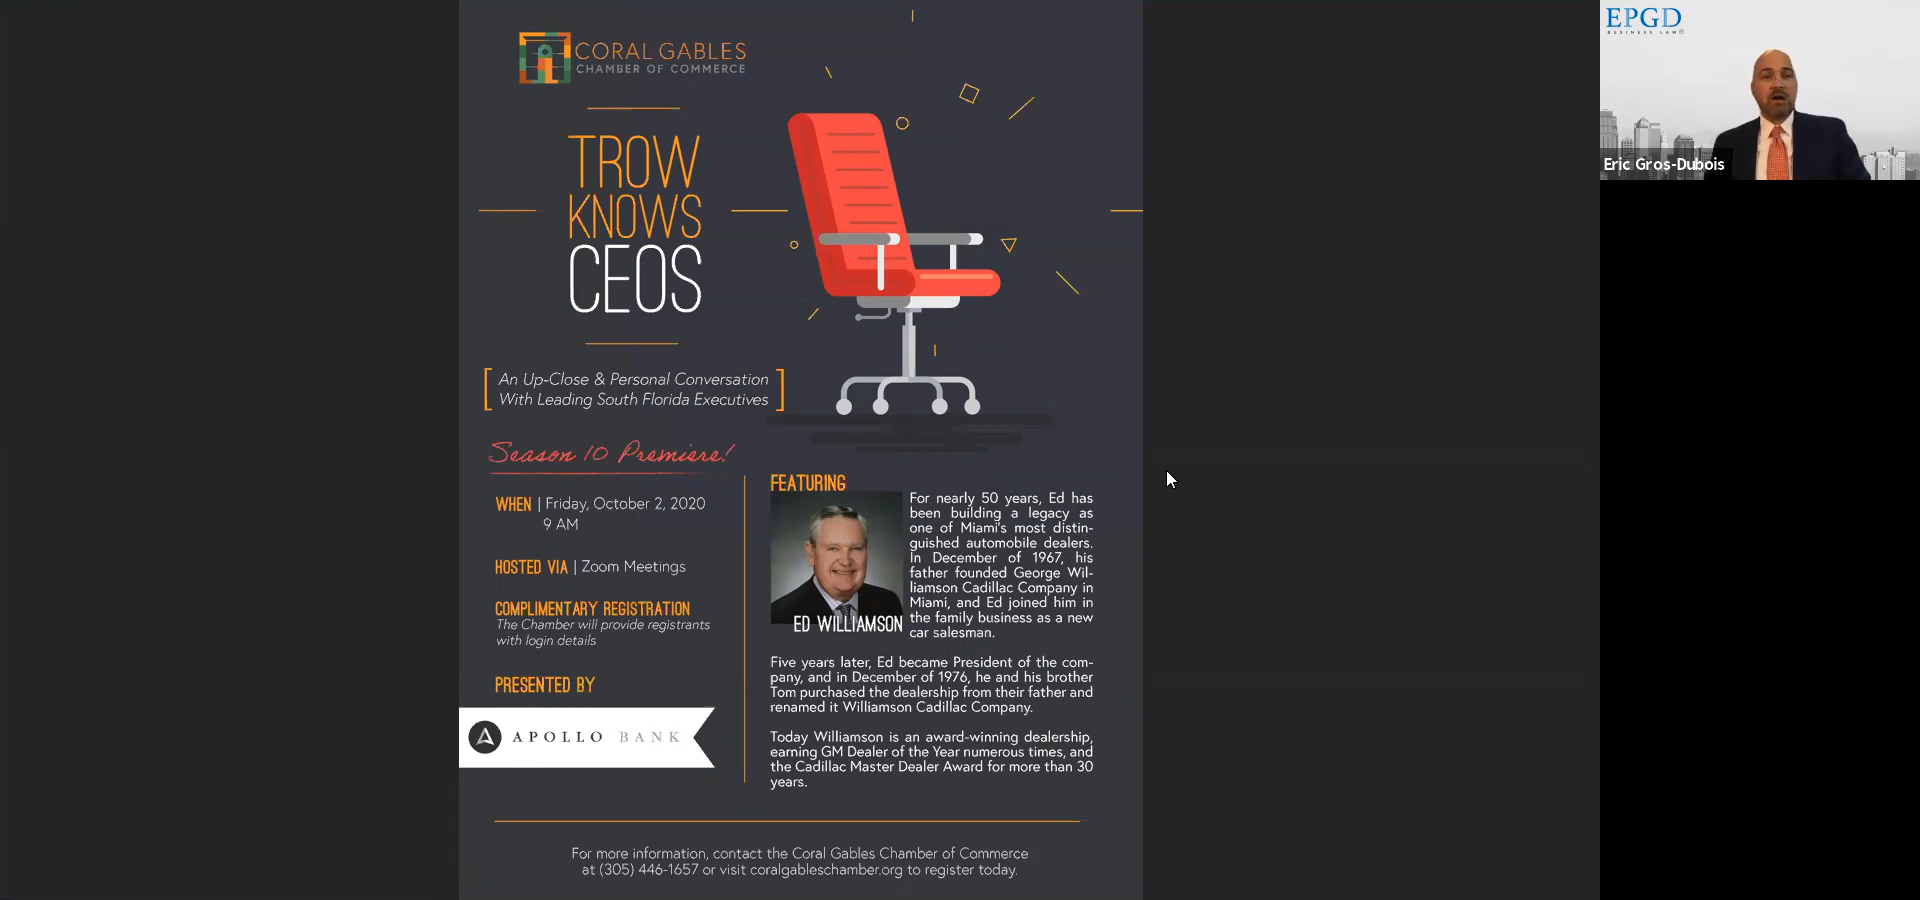 CORAL GABLES
CHAMBER OF COMMERCE
TROW
KNOWS
CEOS
An Up-Close & Personal Conversation
With Leading South Florida Executives
Season 10 Premiere!
WHEN | Friday, October 2, 2020
9 AM
HOSTED VIA | Zoom Meetings
COMPLIMENTARY REGISTRATION
The Chamber will provide registrants
with login details
PRESENTED BY
APOLLO BANK
FEATURING
ED WILLIAMSON
For nearly 50 years, Ed has
been building a legacy as
one of Miami's most distin-
guished automobile dealers.
In December of 1967, his
father founded George Wil-
liamson Cadillac Company in
Miami, and Ed joined him in
the family business as a new
car salesman.
Five years later, Ed became President of the com-
pany, and in December of 1976, he and his brother
Tom purchased the dealership from their father and
renamed it Williamson Cadillac Company.
Today Williamson is an award-winning dealership,
earning GM Dealer of the Year numerous times, and
the Cadillac Master Dealer Award for more than 30
years.
For more information, contact the Coral Gables Chamber of Commerce
at (305) 446-1657 or visit coralgableschamber.org to register today.
EPGD
BUSINESS LAW
Eric Gros-Dubois